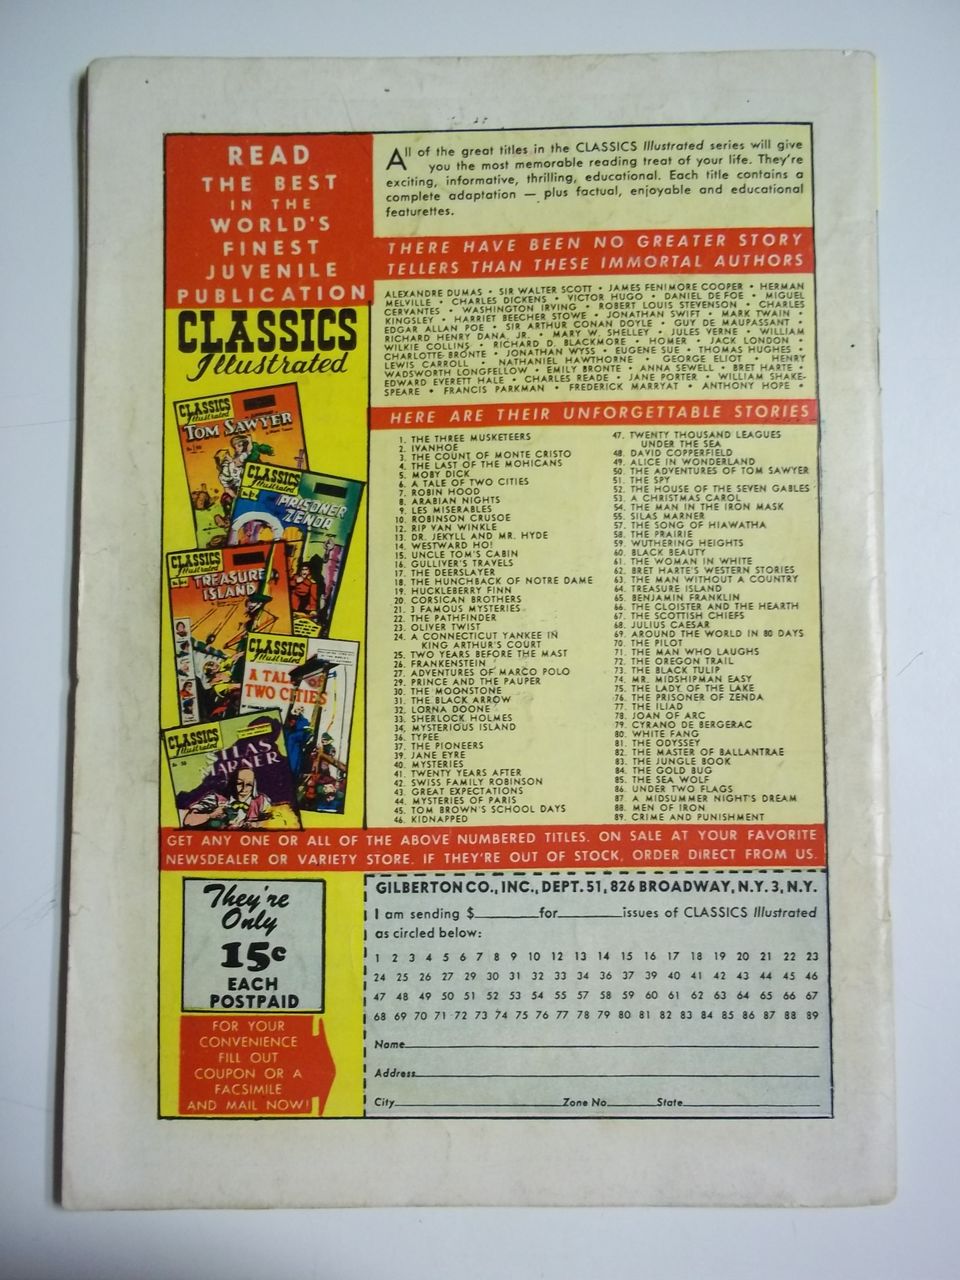 READ
THE BEST
IN THE
WORLD'S
FINEST
JUVENILE
PUBLICATION
CLASSICS
Illustrated
CLASSICS
Illustrated
TOM SAWYER
CLASSICS
Illustrated
PRISONER
ZENDA
CLASSICS
Illustrated
TREASURE
ISLAND
CLASSICS
Illustrated
A TALE of
TWO CITIES
CLASSICS
Illustrated
SILAS
MARNER
All of the great titles in the CLASSICS Illustrated series will give
you the most memorable reading treat of your life. They're
exciting, informative, thrilling, educational. Each title contains a
complete adaptation — plus factual, enjoyable and educational
featurettes.
THERE HAVE BEEN NO GREATER STORY
TELLERS THAN THESE IMMORTAL AUTHORS
ALEXANDRE DUMAS • SIR WALTER SCOTT • JAMES FENIMORE COOPER • HERMAN
MELVILLE • CHARLES DICKENS • VICTOR HUGO • DANIEL DE FOE • MIGUEL
CERVANTES • WASHINGTON IRVING • ROBERT LOUIS STEVENSON • CHARLES
KINGSLEY • HARRIET BEECHER STOWE • JONATHAN SWIFT • MARK TWAIN •
EDGAR ALLAN POE • SIR ARTHUR CONAN DOYLE • GUY DE MAUPASSANT •
RICHARD HENRY DANA, JR. • MARY W. SHELLEY • JULES VERNE • WILLIAM
WILKIE COLLINS • RICHARD D. BLACKMORE • HOMER • JACK LONDON •
CHARLOTTE BRONTE • JONATHAN WYSS • EUGENE SUE • THOMAS HUGHES •
LEWIS CARROLL • NATHANIEL HAWTHORNE • GEORGE ELIOT • HENRY
WADSWORTH LONGFELLOW • EMILY BRONTE • ANNA SEWELL • BRET HARTE •
EDWARD EVERETT HALE • CHARLES READE • JANE PORTER • WILLIAM SHAKE-
SPEARE • FRANCIS PARKMAN • FREDERICK MARRYAT • ANTHONY HOPE •
HERE ARE THEIR UNFORGETTABLE STORIES
1. THE THREE MUSKETEERS
2. IVANHOE
3. THE COUNT OF MONTE CRISTO
4. THE LAST OF THE MOHICANS
5. MOBY DICK
6. A TALE OF TWO CITIES
7. ROBIN HOOD
8. ARABIAN NIGHTS
9. LES MISERABLES
10. ROBINSON CRUSOE
12. RIP VAN WINKLE
13. DR. JEKYLL AND MR. HYDE
14. WESTWARD HO!
15. UNCLE TOM'S CABIN
16. GULLIVER'S TRAVELS
17. THE DEERSLAYER
18. THE HUNCHBACK OF NOTRE DAME
19. HUCKLEBERRY FINN
20. CORSICAN BROTHERS
21. 3 FAMOUS MYSTERIES
22. THE PATHFINDER
23. OLIVER TWIST
24. A CONNECTICUT YANKEE IN
KING ARTHUR'S COURT
25. TWO YEARS BEFORE THE MAST
26. FRANKENSTEIN
27. ADVENTURES OF MARCO POLO
29. PRINCE AND THE PAUPER
30. THE MOONSTONE
31. THE BLACK ARROW
32. LORNA DOONE
33. SHERLOCK HOLMES
34. MYSTERIOUS ISLAND
36. TYPEE
37. THE PIONEERS
39. JANE EYRE
40. MYSTERIES
41. TWENTY YEARS AFTER
42. SWISS FAMILY ROBINSON
43. GREAT EXPECTATIONS
44. MYSTERIES OF PARIS
45. TOM BROWN'S SCHOOL DAYS
46. KIDNAPPED
47. TWENTY THOUSAND LEAGUES
UNDER THE SEA
48. DAVID COPPERFIELD
49. ALICE IN WONDERLAND
50. THE ADVENTURES OF TOM SAWYER
51. THE SPY
52. THE HOUSE OF THE SEVEN GABLES
53. A CHRISTMAS CAROL
54. THE MAN IN THE IRON MASK
55. SILAS MARNER
57. THE SONG OF HIAWATHA
58. THE PRAIRIE
59. WUTHERING HEIGHTS
60. BLACK BEAUTY
61. THE WOMAN IN WHITE
62. BRET HARTE'S WESTERN STORIES
63. THE MAN WITHOUT A COUNTRY
64. TREASURE ISLAND
65. BENJAMIN FRANKLIN
66. THE CLOISTER AND THE HEARTH
67. THE SCOTTISH CHIEFS
68. JULIUS CAESAR
69. AROUND THE WORLD IN 80 DAYS
70. THE PILOT
71. THE MAN WHO LAUGHS
72. THE OREGON TRAIL
73. THE BLACK TULIP
74. MR. MIDSHIPMAN EASY
75. THE LADY OF THE LAKE
76. THE PRISONER OF ZENDA
77. THE ILIAD
78. JOAN OF ARC
79. CYRANO DE BERGERAC
80. WHITE FANG
81. THE ODYSSEY
82. THE MASTER OF BALLANTRAE
83. THE JUNGLE BOOK
84. THE GOLD BUG
85. THE SEA WOLF
86. UNDER TWO FLAGS
87. A MIDSUMMER NIGHT'S DREAM
88. MEN OF IRON
89. CRIME AND PUNISHMENT
GET ANY ONE OR ALL OF THE ABOVE NUMBERED TITLES. ON SALE AT YOUR FAVORITE
NEWSDEALER OR VARIETY STORE. IF THEY'RE OUT OF STOCK, ORDER DIRECT FROM US.
They're
Only
15c
EACH
POSTPAID
FOR YOUR
CONVENIENCE
FILL OUT
COUPON OR A
FACSIMILE
AND MAIL NOW!
GILBERTON CO., INC., DEPT. 51, 826 BROADWAY, N.Y. 3, N.Y.
I am sending $ for issues of CLASSICS Illustrated
as circled below:
1 2 3 4 5 6 7 8 9 10 12 13 14 15 16 17 18 19 20 21 22 23
24 25 26 27 29 30 31 32 33 34 36 37 39 40 41 42 43 44 45 46
47 48 49 50 51 52 53 54 55 57 58 59 60 61 62 63 64 65 66 67
68 69 70 71 72 73 74 75 76 77 78 79 80 81 82 83 84 85 86 87 88 89
Name
Address
City Zone No. State